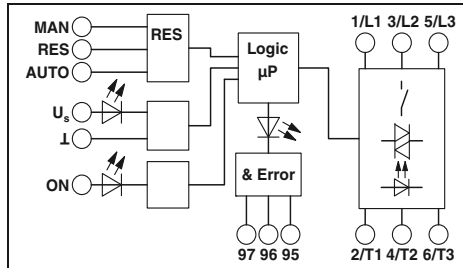 MAN
RES
AUTO
Us
⊥
ON
RES
Logic
µP
& Error
97 96 95
1/L1 3/L2 5/L3
2/T1 4/T2 6/T3